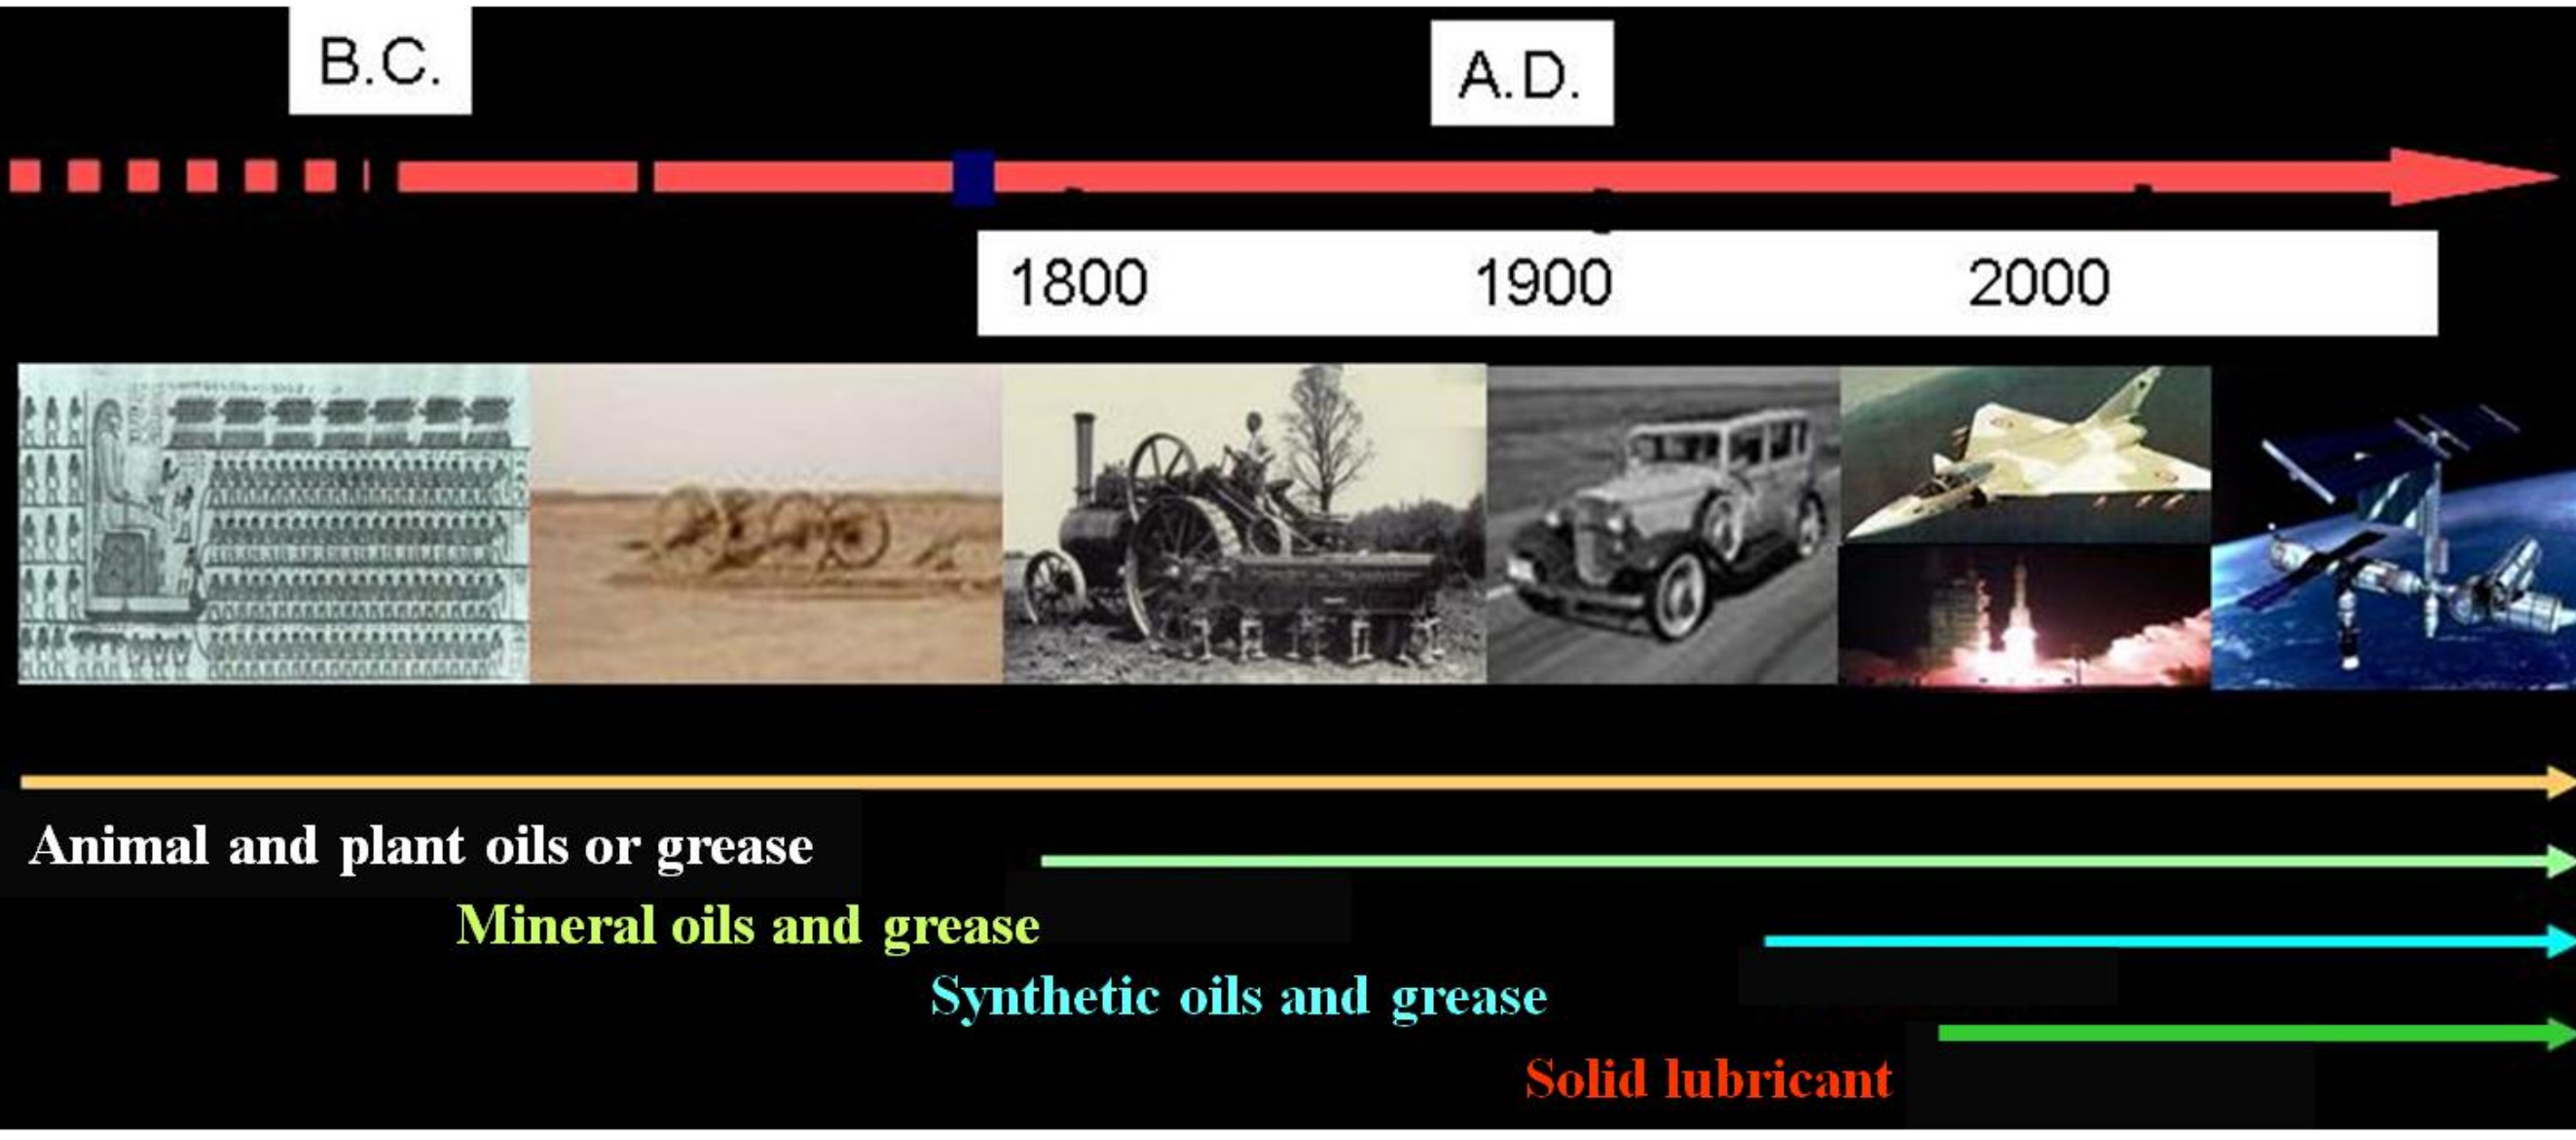 B.C.
A.D.
1800 1900 2000
Animal and plant oils or grease
Mineral oils and grease
Synthetic oils and grease
Solid lubricant